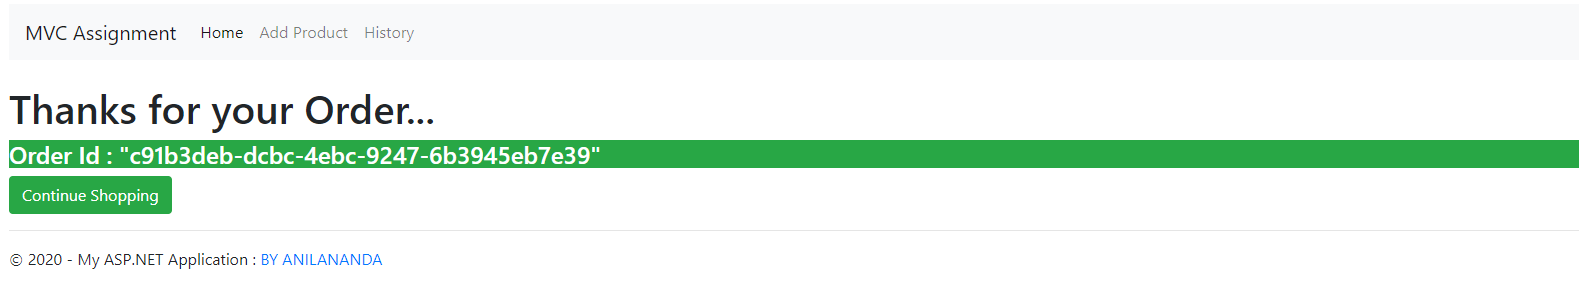 MVC Assignment Home Add Product History
Thanks for your Order...
Order Id : "c91b3deb-dcbc-4ebc-9247-6b3945eb7e39"
Continue Shopping
© 2020 - My ASP.NET Application : BY ANILANANDA